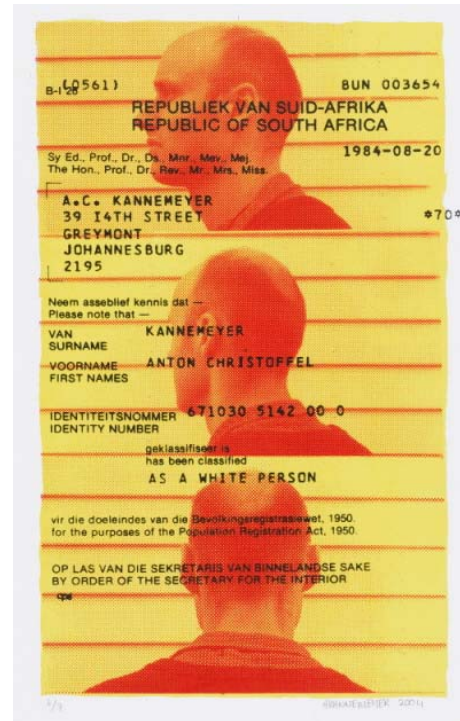 (0561) BUN 003654
B-I 26
REPUBLIEK VAN SUID-AFRIKA
REPUBLIC OF SOUTH AFRICA
1984-08-20
Sy Ed., Prof., Dr., Ds., Mnr., Mev., Mej.
The Hon., Prof., Dr., Rev., Mr., Mrs., Miss.
A.C. KANNEMEYER
39 14TH STREET *70*
GREYMONT
JOHANNESBURG
2195
Neem asseblief kennis dat —
Please note that —
VAN KANNEMEYER
SURNAME
VOORNAME ANTON CHRISTOFFEL
FIRST NAMES
IDENTITEITSNOMMER 671030 5142 00 0
IDENTITY NUMBER
geklassifiseer is
has been classified
AS A WHITE PERSON
vir die doeleindes van die Bevolkingsregistrasiewet, 1950.
for the purposes of the Population Registration Act, 1950.
OP LAS VAN DIE SEKRETARIS VAN BINNELANDSE SAKE
BY ORDER OF THE SECRETARY FOR THE INTERIOR
KANNEMEYER 2004